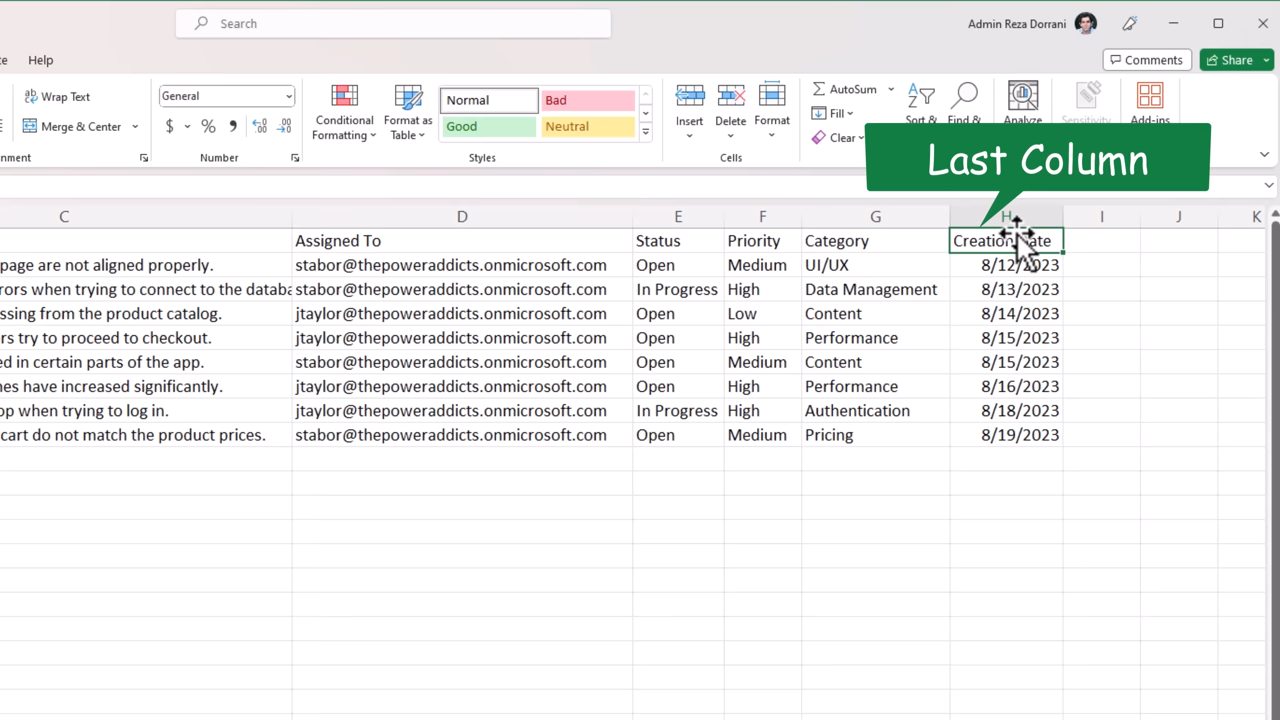 Search
Admin Reza Dorrani
Help
Comments
Share
Wrap Text
Merge & Center
General
$ % 9
Conditional
Formatting
Format as
Table
Normal
Bad
Good
Neutral
Insert
Delete
Format
AutoSum
Fill
Clear
Sort &
Find &
Analyze
Sensitivity
Add-ins
nment
Number
Styles
Cells
Last Column
C D E F G H I J K
Assigned To Status Priority Category Creation Date
page are not aligned properly. stabor@thepoweraddicts.onmicrosoft.com Open Medium UI/UX 8/12/2023
rors when trying to connect to the databa stabor@thepoweraddicts.onmicrosoft.com In Progress High Data Management 8/13/2023
ssing from the product catalog. jtaylor@thepoweraddicts.onmicrosoft.com Open Low Content 8/14/2023
rs try to proceed to checkout. jtaylor@thepoweraddicts.onmicrosoft.com Open High Performance 8/15/2023
ed in certain parts of the app. stabor@thepoweraddicts.onmicrosoft.com Open Medium Content 8/15/2023
nes have increased significantly. jtaylor@thepoweraddicts.onmicrosoft.com Open High Performance 8/16/2023
op when trying to log in. jtaylor@thepoweraddicts.onmicrosoft.com In Progress High Authentication 8/18/2023
cart do not match the product prices. stabor@thepoweraddicts.onmicrosoft.com Open Medium Pricing 8/19/2023